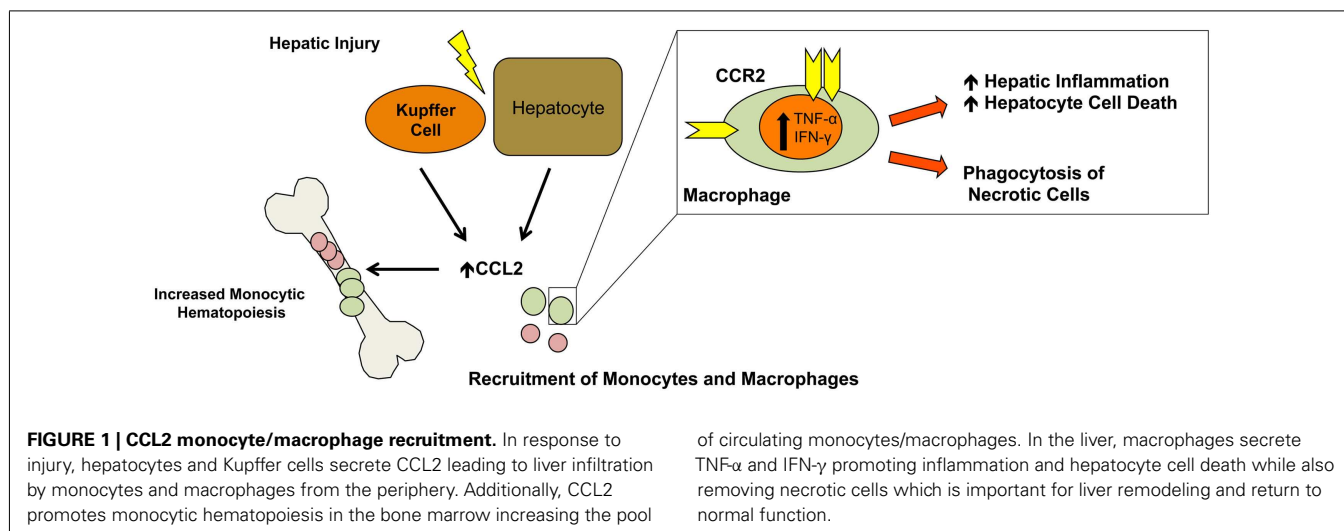 Hepatic Injury
Kupffer
Cell
Hepatocyte
CCR2
TNF-α
IFN-γ
Macrophage
↑ Hepatic Inflammation
↑ Hepatocyte Cell Death
Phagocytosis of
Necrotic Cells
↑CCL2
Increased Monocytic
Hematopoiesis
Recruitment of Monocytes and Macrophages
FIGURE 1 | CCL2 monocyte/macrophage recruitment. In response to
injury, hepatocytes and Kupffer cells secrete CCL2 leading to liver infiltration
by monocytes and macrophages from the periphery. Additionally, CCL2
promotes monocytic hematopoiesis in the bone marrow increasing the pool
of circulating monocytes/macrophages. In the liver, macrophages secrete
TNF-α and IFN-γ promoting inflammation and hepatocyte cell death while also
removing necrotic cells which is important for liver remodeling and return to
normal function.